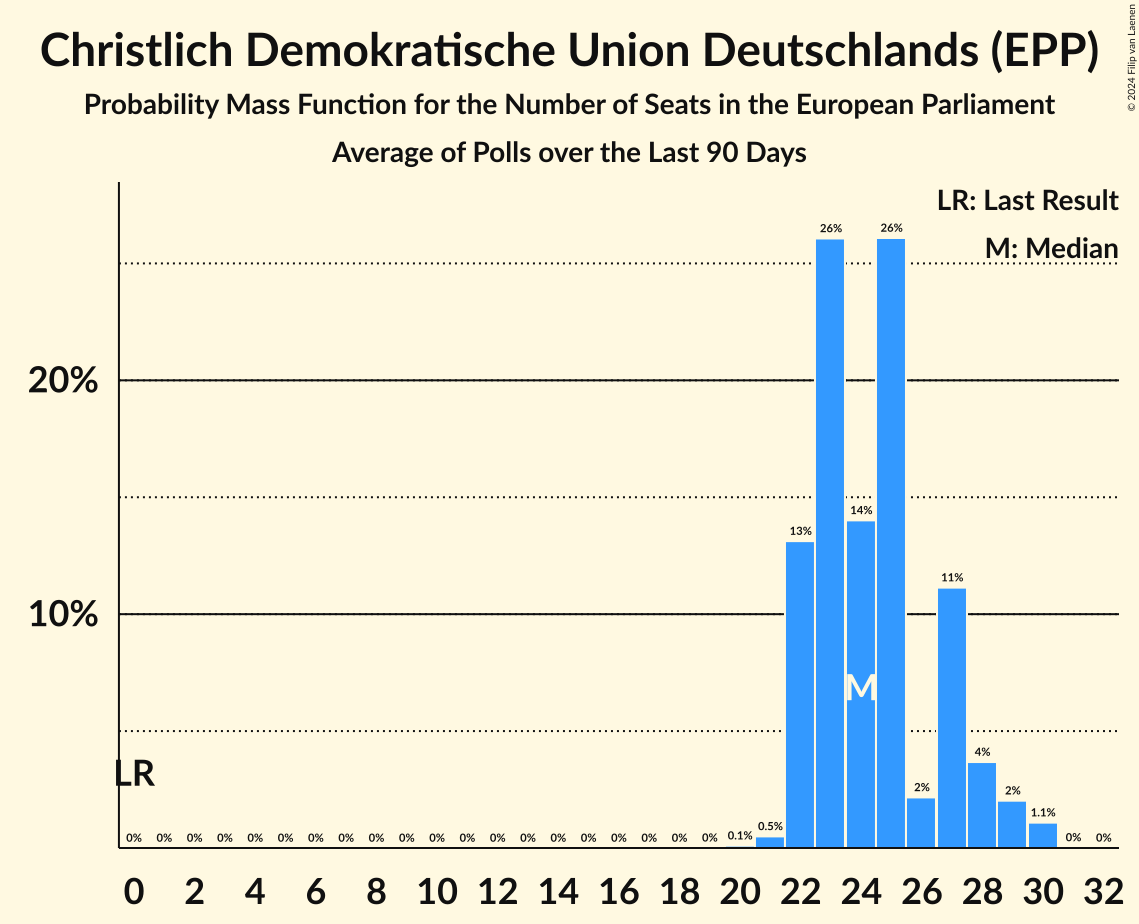 Christlich Demokratische Union Deutschlands (EPP)
Probability Mass Function for the Number of Seats in the European Parliament
Average of Polls over the Last 90 Days
© 2024 Filip van Laenen
LR: Last Result
M: Median
26% 26%
20%
13% 14%
11%
10%
M
LR
4%
2% 2%
1.1%
0% 0% 0% 0% 0% 0% 0% 0% 0% 0% 0% 0% 0% 0% 0% 0% 0% 0% 0% 0% 0.1% 0.5% 0% 0%
0 2 4 6 8 10 12 14 16 18 20 22 24 26 28 30 32